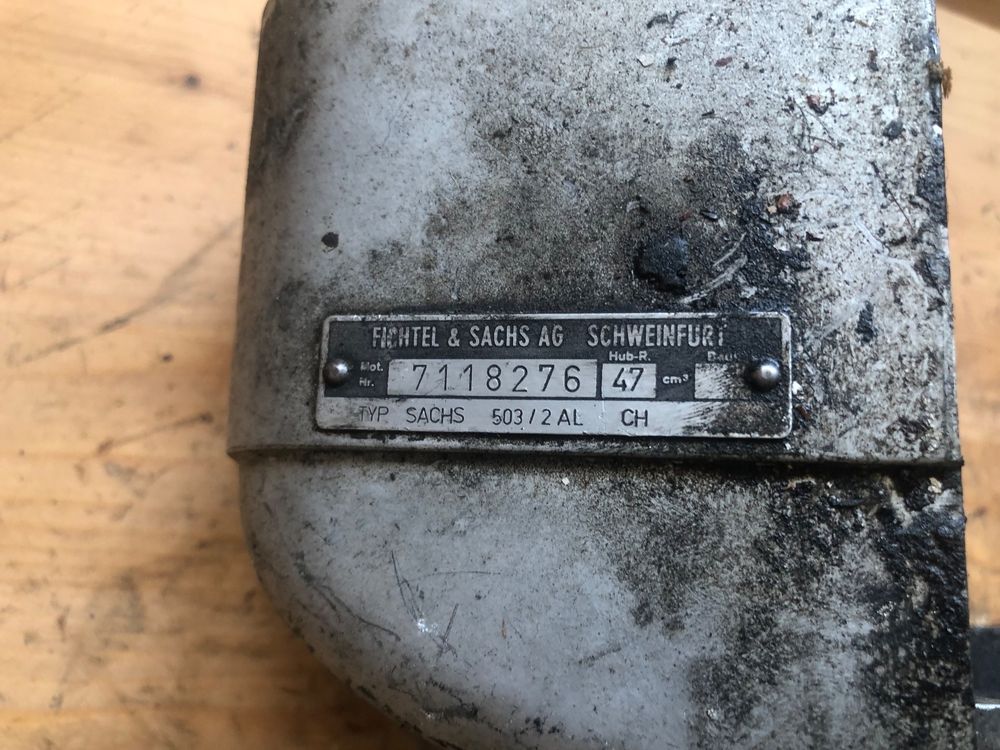 FICHTEL & SACHS AG SCHWEINFURT
Mot. Nr. 7118276 Hub-R. 47 cm³
TYP SACHS 503/2 AL CH